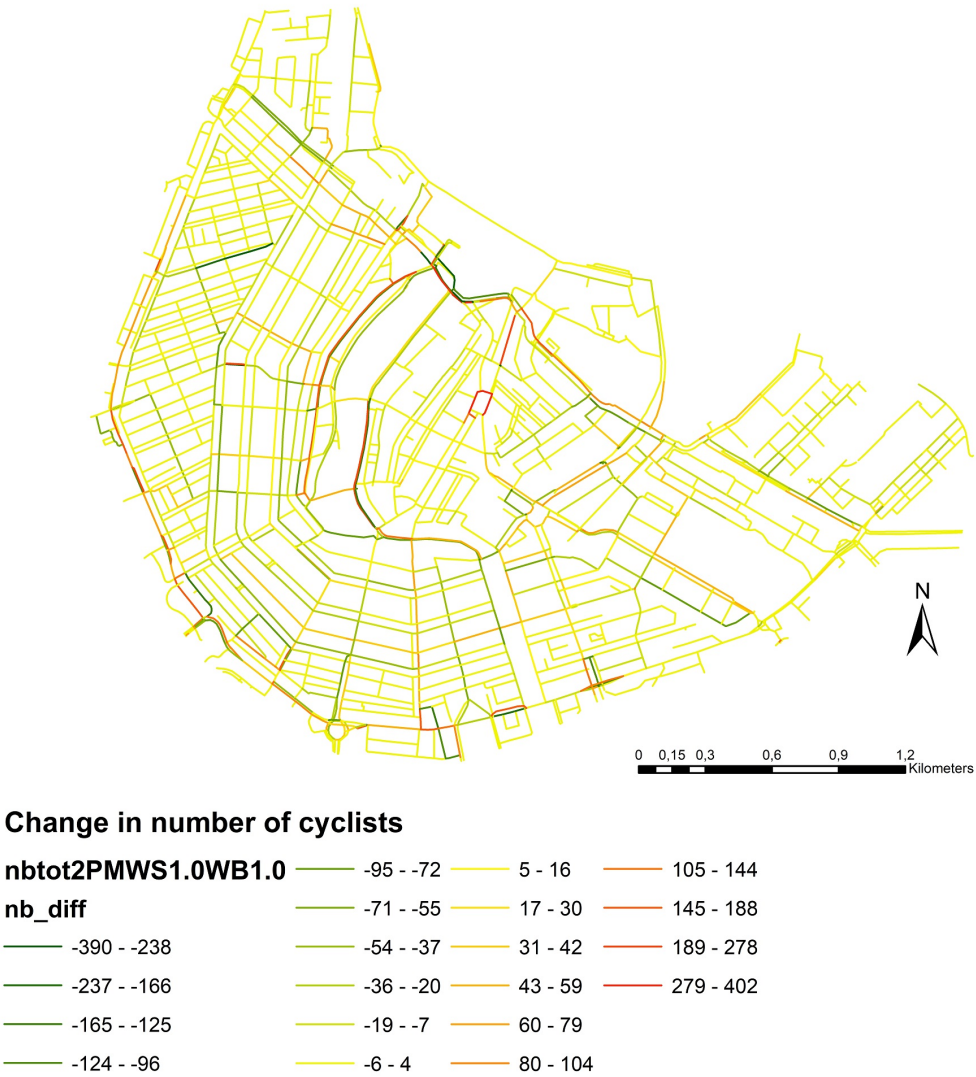 N
0 0,15 0,3 0,6 0,9 1,2
Kilometers
Change in number of cyclists
nbtot2PMWS1.0WB1.0
nb_diff
-390 - -238
-237 - -166
-165 - -125
-124 - -96
-95 - -72
-71 - -55
-54 - -37
-36 - -20
-19 - -7
-6 - 4
5 - 16
17 - 30
31 - 42
43 - 59
60 - 79
80 - 104
105 - 144
145 - 188
189 - 278
279 - 402